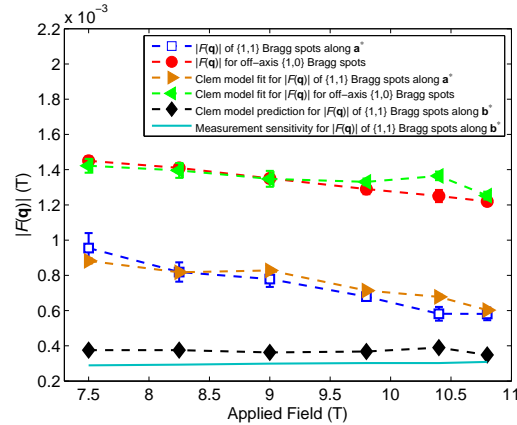 x 10⁻³
2.2
2
1.8
1.6
1.4
1.2
1
0.8
0.6
0.4
0.2
|F(q)| (T)
|F(q)| of {1,1} Bragg spots along a*
|F(q)| for off−axis {1,0} Bragg spots
Clem model fit for |F(q)| of {1,1} Bragg spots along a*
Clem model fit for |F(q)| for off−axis {1,0} Bragg spots
Clem model prediction for |F(q)| of {1,1} Bragg spots along b*
Measurement sensitivity for |F(q)| of {1,1} Bragg spots along b*
7.5 8 8.5 9 9.5 10 10.5 11
Applied Field (T)